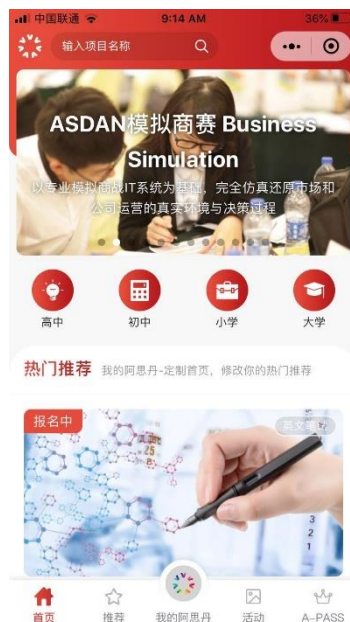 中国联通
9:14 AM
36%
输入项目名称
ASDAN模拟商赛 Business
Simulation
以专业模拟商战IT系统为基础，完全仿真还原市场和
公司运营的真实环境与决策过程
高中
初中
小学
大学
热门推荐
我的阿思丹-定制首页，修改你的热门推荐
报名中
3
2
1
首页
推荐
我的阿思丹
活动
A-PASS